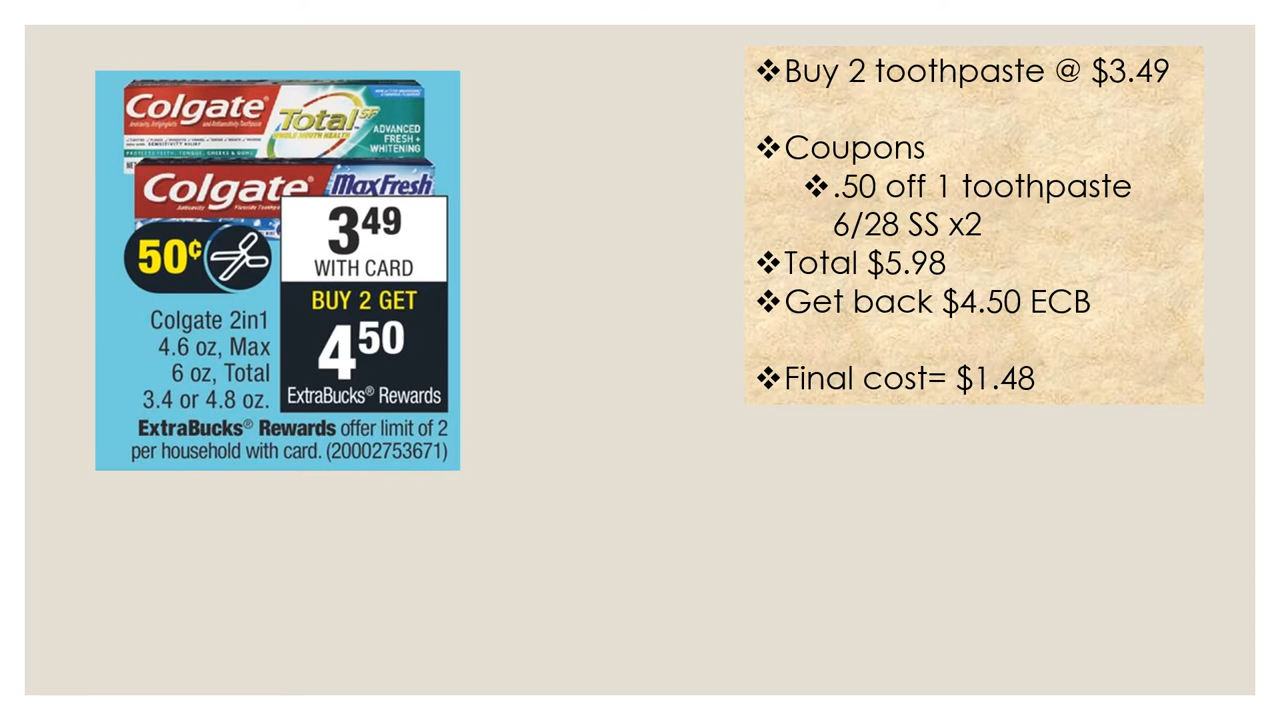 Colgate®
Total SF
WHOLE MOUTH HEALTH
ADVANCED
FRESH +
WHITENING
Colgate® MaxFresh
50¢
3 49
WITH CARD
BUY 2 GET
4 50
ExtraBucks® Rewards
Colgate 2in1
4.6 oz, Max
6 oz, Total
3.4 or 4.8 oz.
ExtraBucks® Rewards offer limit of 2
per household with card. (20002753671)
❖Buy 2 toothpaste @ $3.49
❖Coupons
❖.50 off 1 toothpaste
6/28 SS x2
❖Total $5.98
❖Get back $4.50 ECB
❖Final cost= $1.48